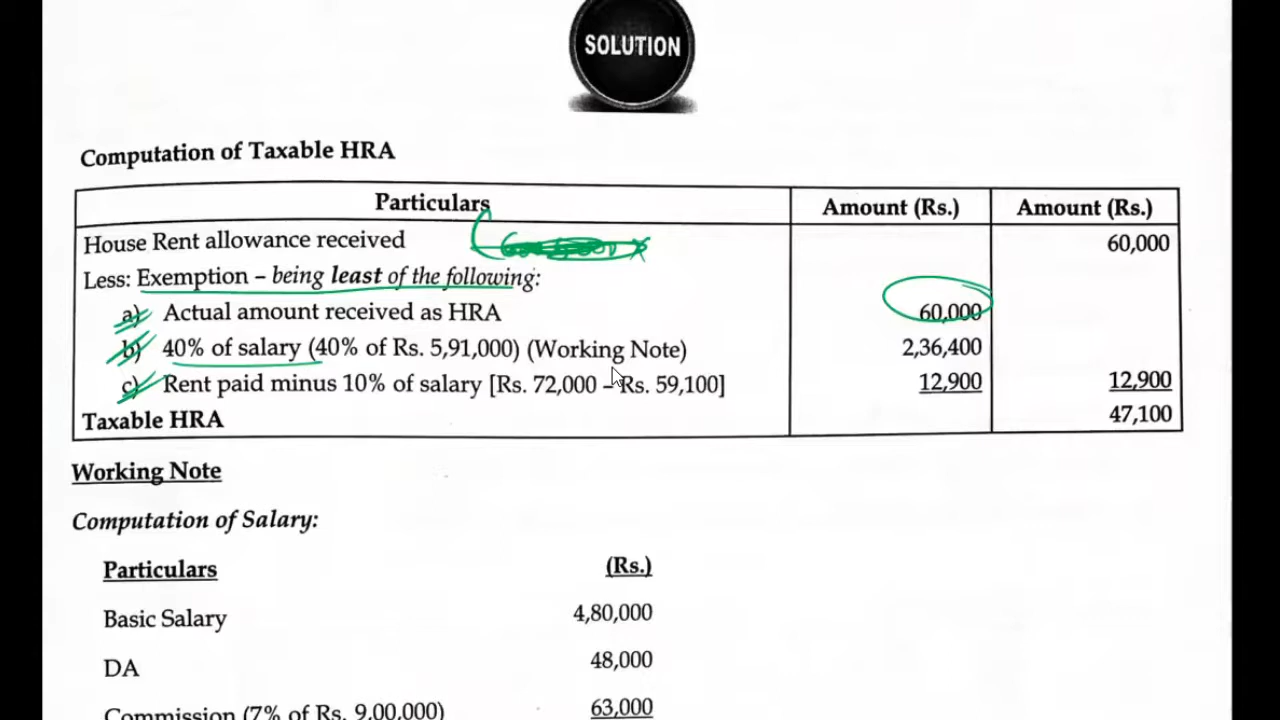 SOLUTION
Computation of Taxable HRA
Particulars Amount (Rs.) Amount (Rs.)
House Rent allowance received 60,000
Less: Exemption – being least of the following:
a) Actual amount received as HRA 60,000
b) 40% of salary (40% of Rs. 5,91,000) (Working Note) 2,36,400
c) Rent paid minus 10% of salary [Rs. 72,000 – Rs. 59,100] 12,900 12,900
Taxable HRA 47,100
Working Note
Computation of Salary:
Particulars (Rs.)
Basic Salary 4,80,000
DA 48,000
Commission (7% of Rs. 9,00,000) 63,000